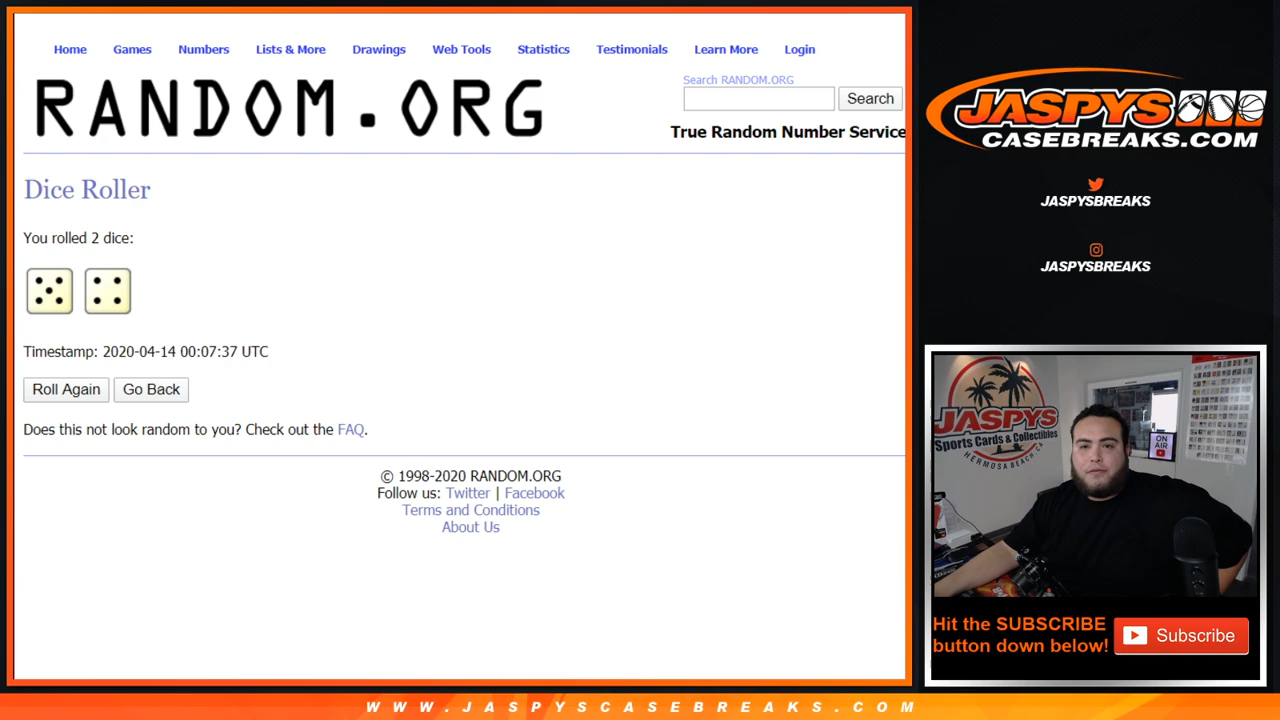 Home Games Numbers Lists & More Drawings Web Tools Statistics Testimonials Learn More Login
RANDOM.ORG
Search RANDOM.ORG
Search
True Random Number Service
Dice Roller
You rolled 2 dice:
Timestamp: 2020-04-14 00:07:37 UTC
Roll Again Go Back
Does this not look random to you? Check out the FAQ.
© 1998-2020 RANDOM.ORG
Follow us: Twitter | Facebook
Terms and Conditions
About Us
JASPYS
CASEBREAKS.COM
JASPYSBREAKS
JASPYSBREAKS
JASPYS
Sports Cards & Collectibles
HERMOSA BEACH, CA
ON
AIR
Hit the SUBSCRIBE
button down below!
Subscribe
WWW.JASPYSCASEBREAKS.COM